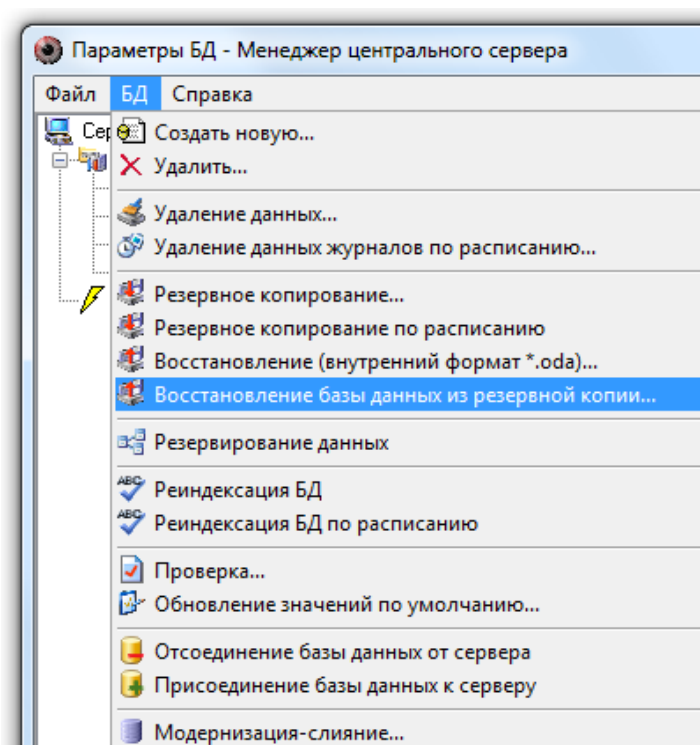 Параметры БД - Менеджер центрального сервера
Файл БД Справка
Сер
Создать новую...
Удалить...
Удаление данных...
Удаление данных журналов по расписанию...
Резервное копирование...
Резервное копирование по расписанию
Восстановление (внутренний формат *.oda)...
Восстановление базы данных из резервной копии...
Резервирование данных
ABC
Реиндексация БД
ABC
Реиндексация БД по расписанию
Проверка...
Обновление значений по умолчанию...
Отсоединение базы данных от сервера
Присоединение базы данных к серверу
Модернизация-слияние...